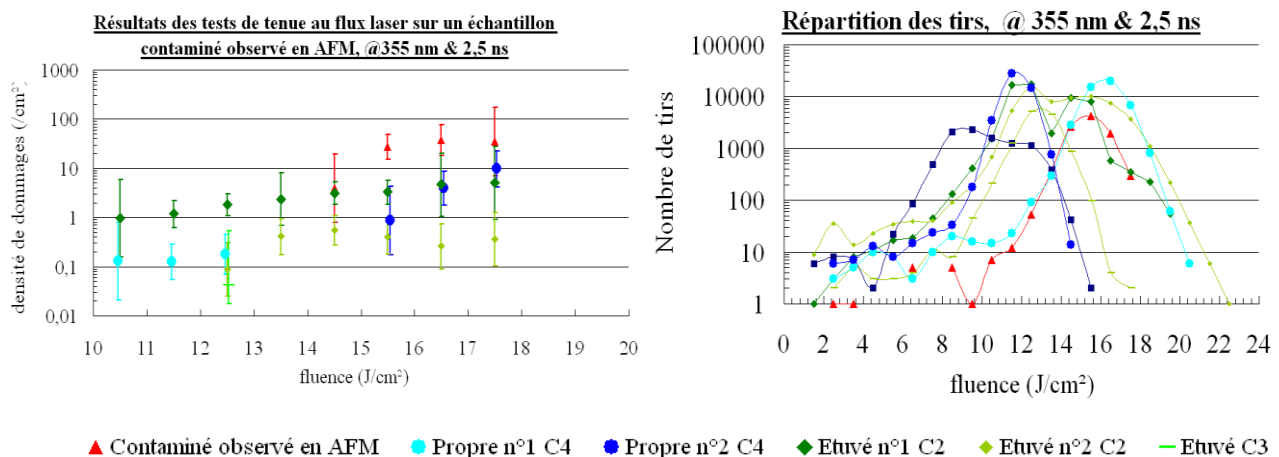 Résultats des tests de tenue au flux laser sur un échantillon
contaminé observé en AFM, @355 nm & 2,5 ns
densité de dommages (/cm²)
1000
100
10
1
0,1
0,01
10 11 12 13 14 15 16 17 18 19 20
fluence (J/cm²)
Répartition des tirs, @ 355 nm & 2,5 ns
Nombre de tirs
100000
10000
1000
100
10
1
0 2 4 6 8 10 12 14 16 18 20 22 24
fluence (J/cm²)
Contaminé observé en AFM Propre n°1 C4 Propre n°2 C4 Etuvé n°1 C2 Etuvé n°2 C2 Etuvé C3